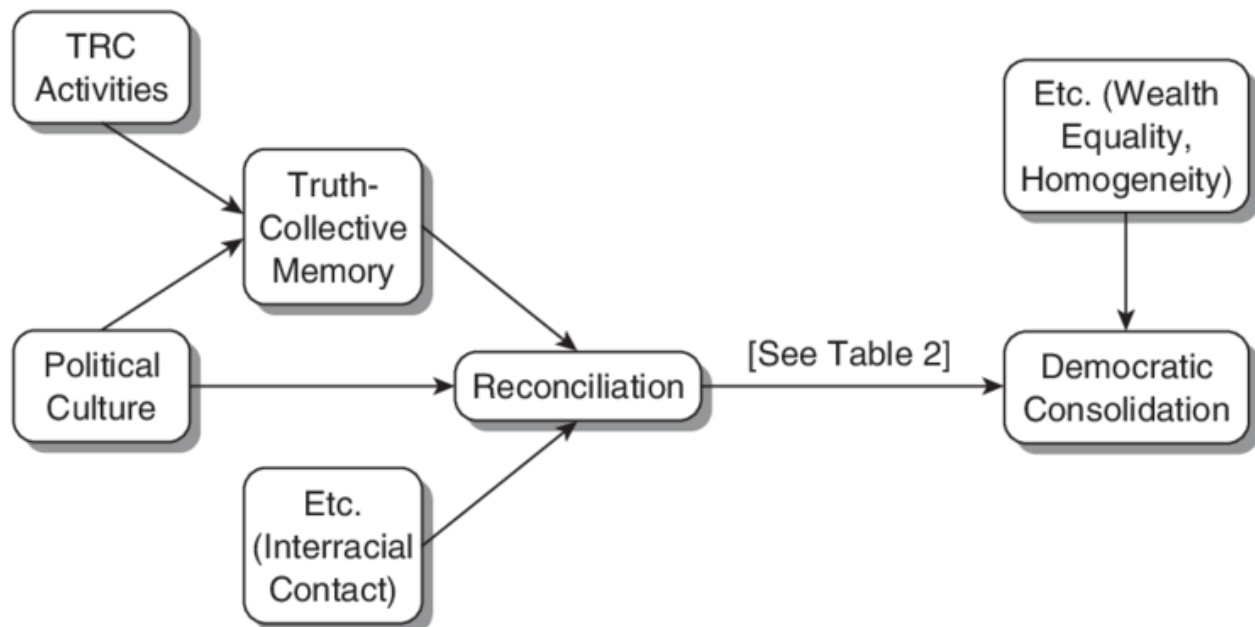 TRC
Activities
Truth-
Collective
Memory
Political
Culture
Etc.
(Interracial
Contact)
Reconciliation
[See Table 2]
Etc. (Wealth
Equality,
Homogeneity)
Democratic
Consolidation